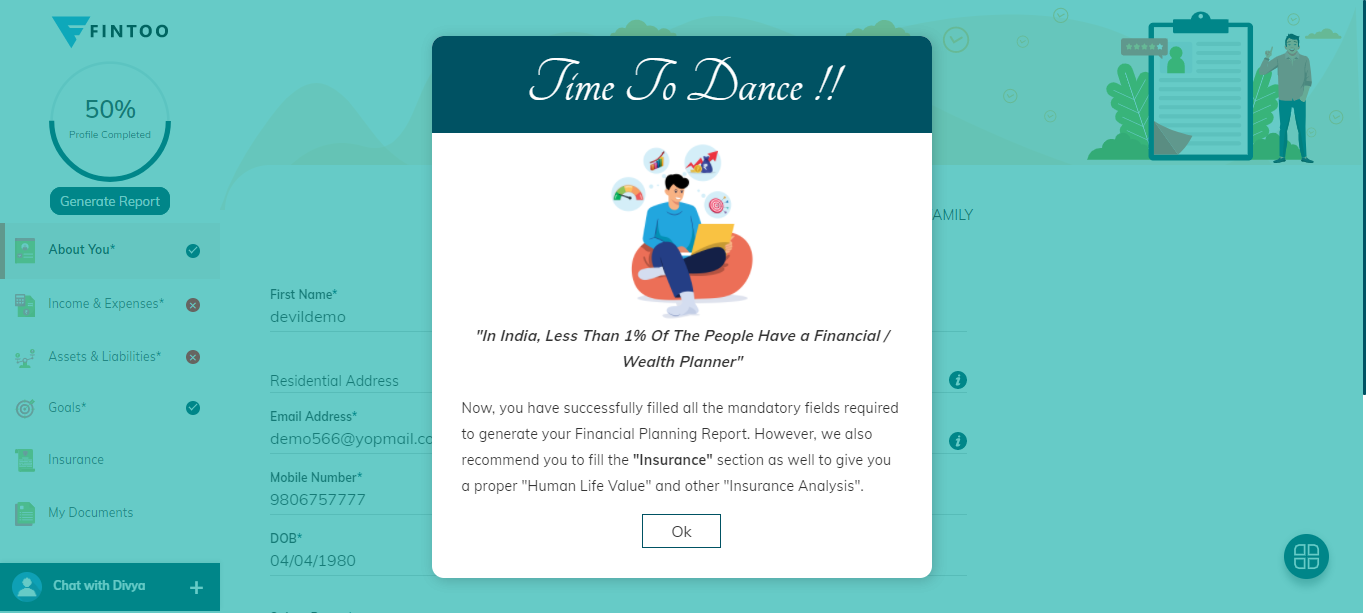 FINTOO
50%
Profile Completed
Generate Report
About You*
Income & Expenses*
Assets & Liabilities*
Goals*
Insurance
My Documents
Chat with Divya
+
AMILY
First Name*
devildemo
Residential Address
i
Email Address*
demo566@yopmail.co
i
Mobile Number*
9806757777
DOB*
04/04/1980
Time To Dance !!
"In India, Less Than 1% Of The People Have a Financial /
Wealth Planner"
Now, you have successfully filled all the mandatory fields required
to generate your Financial Planning Report. However, we also
recommend you to fill the "Insurance" section as well to give you
a proper "Human Life Value" and other "Insurance Analysis".
Ok